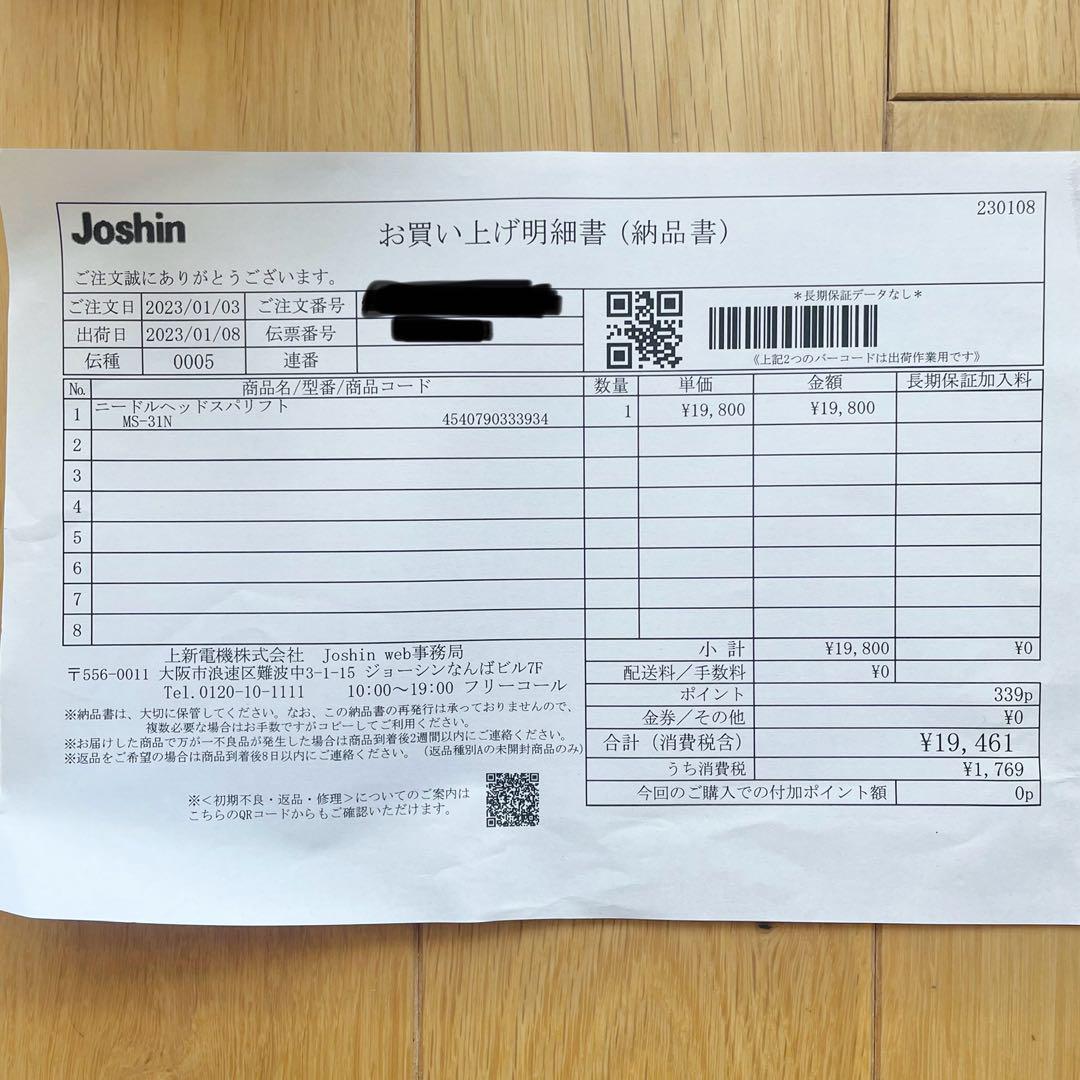 230108
Joshin
お買い上げ明細書（納品書）
ご注文誠にありがとうございます。
ご注文日 2023/01/03 ご注文番号
出荷日 2023/01/08 伝票番号
伝種 0005 連番
＊長期保証データなし＊
《上記2つのバーコードは出荷作業用です》
No. 商品名/型番/商品コード 数量 単価 金額 長期保証加入料
1 ニードルヘッドスパリフト
MS-31N 4540790333934 1 ¥19,800 ¥19,800
2
3
4
5
6
7
8
小計 ¥19,800 ¥0
配送料／手数料 ¥0
ポイント 339p
金券／その他 ¥0
合計（消費税含） ¥19,461
うち消費税 ¥1,769
今回のご購入での付加ポイント額 0p
上新電機株式会社 Joshin web事務局
〒556-0011 大阪市浪速区難波中3-1-15 ジョーシンなんばビル7F
Tel.0120-10-1111 10:00～19:00 フリーコール
※納品書は、大切に保管してください。なお、この納品書の再発行は承っておりませんので、
複数必要な場合はお手数ですがコピーしてご利用ください。
※お届けした商品で万が一不良品が発生した場合は商品到着後2週間以内にご連絡ください。
※返品をご希望の場合は商品到着後8日以内にご連絡ください。（返品種別Aの未開封商品のみ）
※＜初期不良・返品・修理＞についてのご案内は
こちらのQRコードからもご確認いただけます。